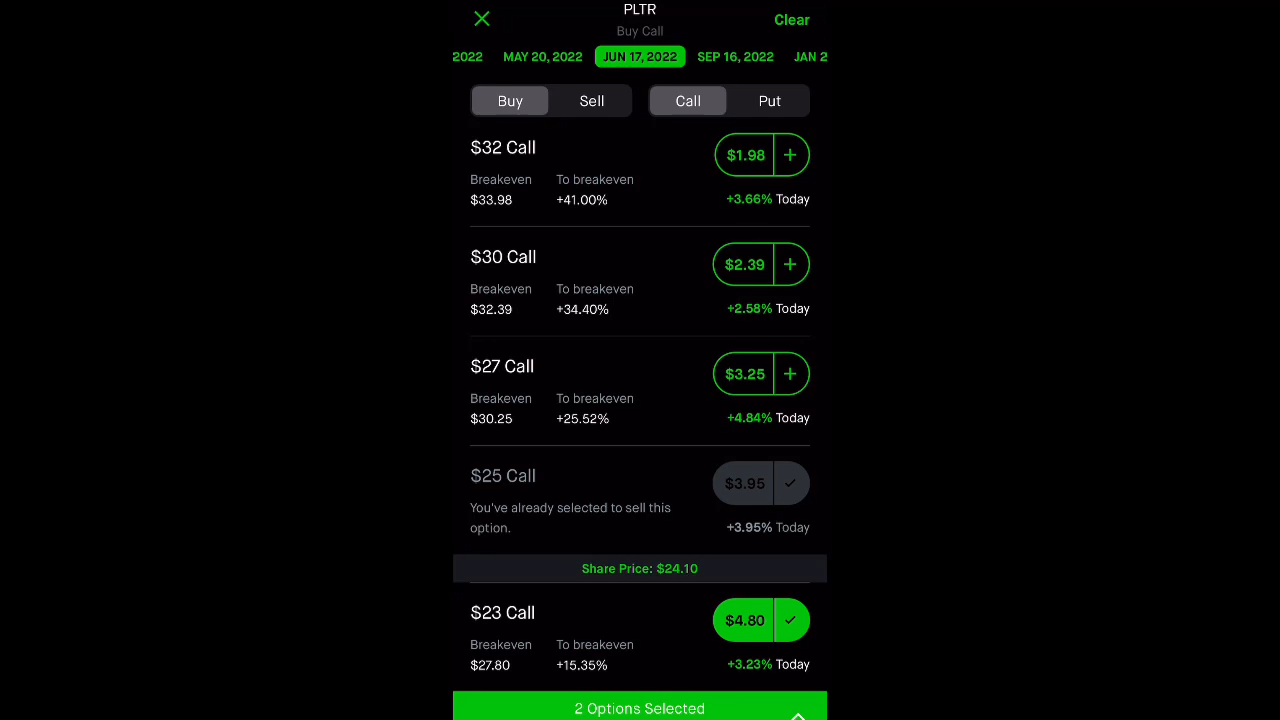 PLTR
Clear
Buy Call
2022 MAY 20, 2022 JUN 17, 2022 SEP 16, 2022 JAN 2
Buy Sell Call Put
$32 Call
$1.98 +
Breakeven To breakeven
$33.98 +41.00%
+3.66% Today
$30 Call
$2.39 +
Breakeven To breakeven
$32.39 +34.40%
+2.58% Today
$27 Call
$3.25 +
Breakeven To breakeven
$30.25 +25.52%
+4.84% Today
$25 Call
$3.95
You've already selected to sell this
option.
+3.95% Today
Share Price: $24.10
$23 Call
$4.80
Breakeven To breakeven
$27.80 +15.35%
+3.23% Today
2 Options Selected